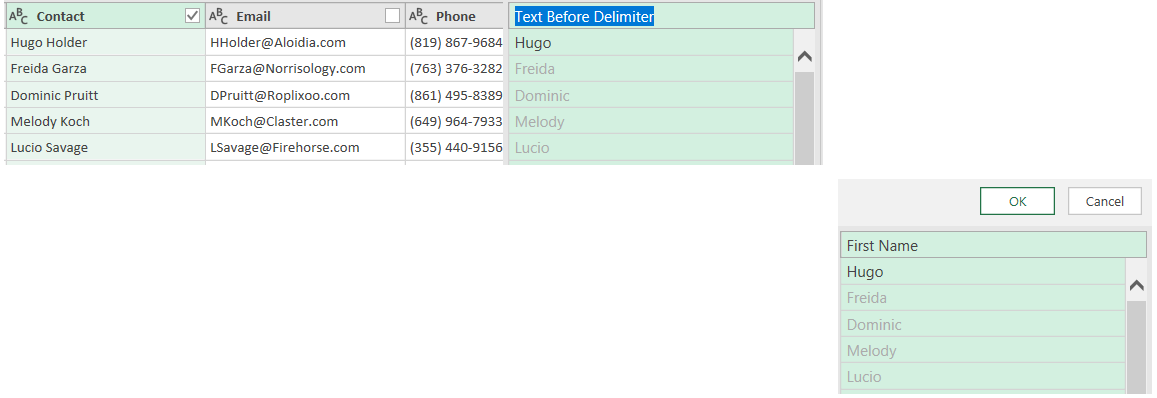 ABC Contact ABC Email ABC Phone Text Before Delimiter
Hugo Holder HHolder@Aloidia.com (819) 867-9684 Hugo
Freida Garza FGarza@Norrisology.com (763) 376-3282 Freida
Dominic Pruitt DPruitt@Roplixoo.com (861) 495-8389 Dominic
Melody Koch MKoch@Claster.com (649) 964-7933 Melody
Lucio Savage LSavage@Firehorse.com (355) 440-9156 Lucio
OK Cancel
First Name
Hugo
Freida
Dominic
Melody
Lucio